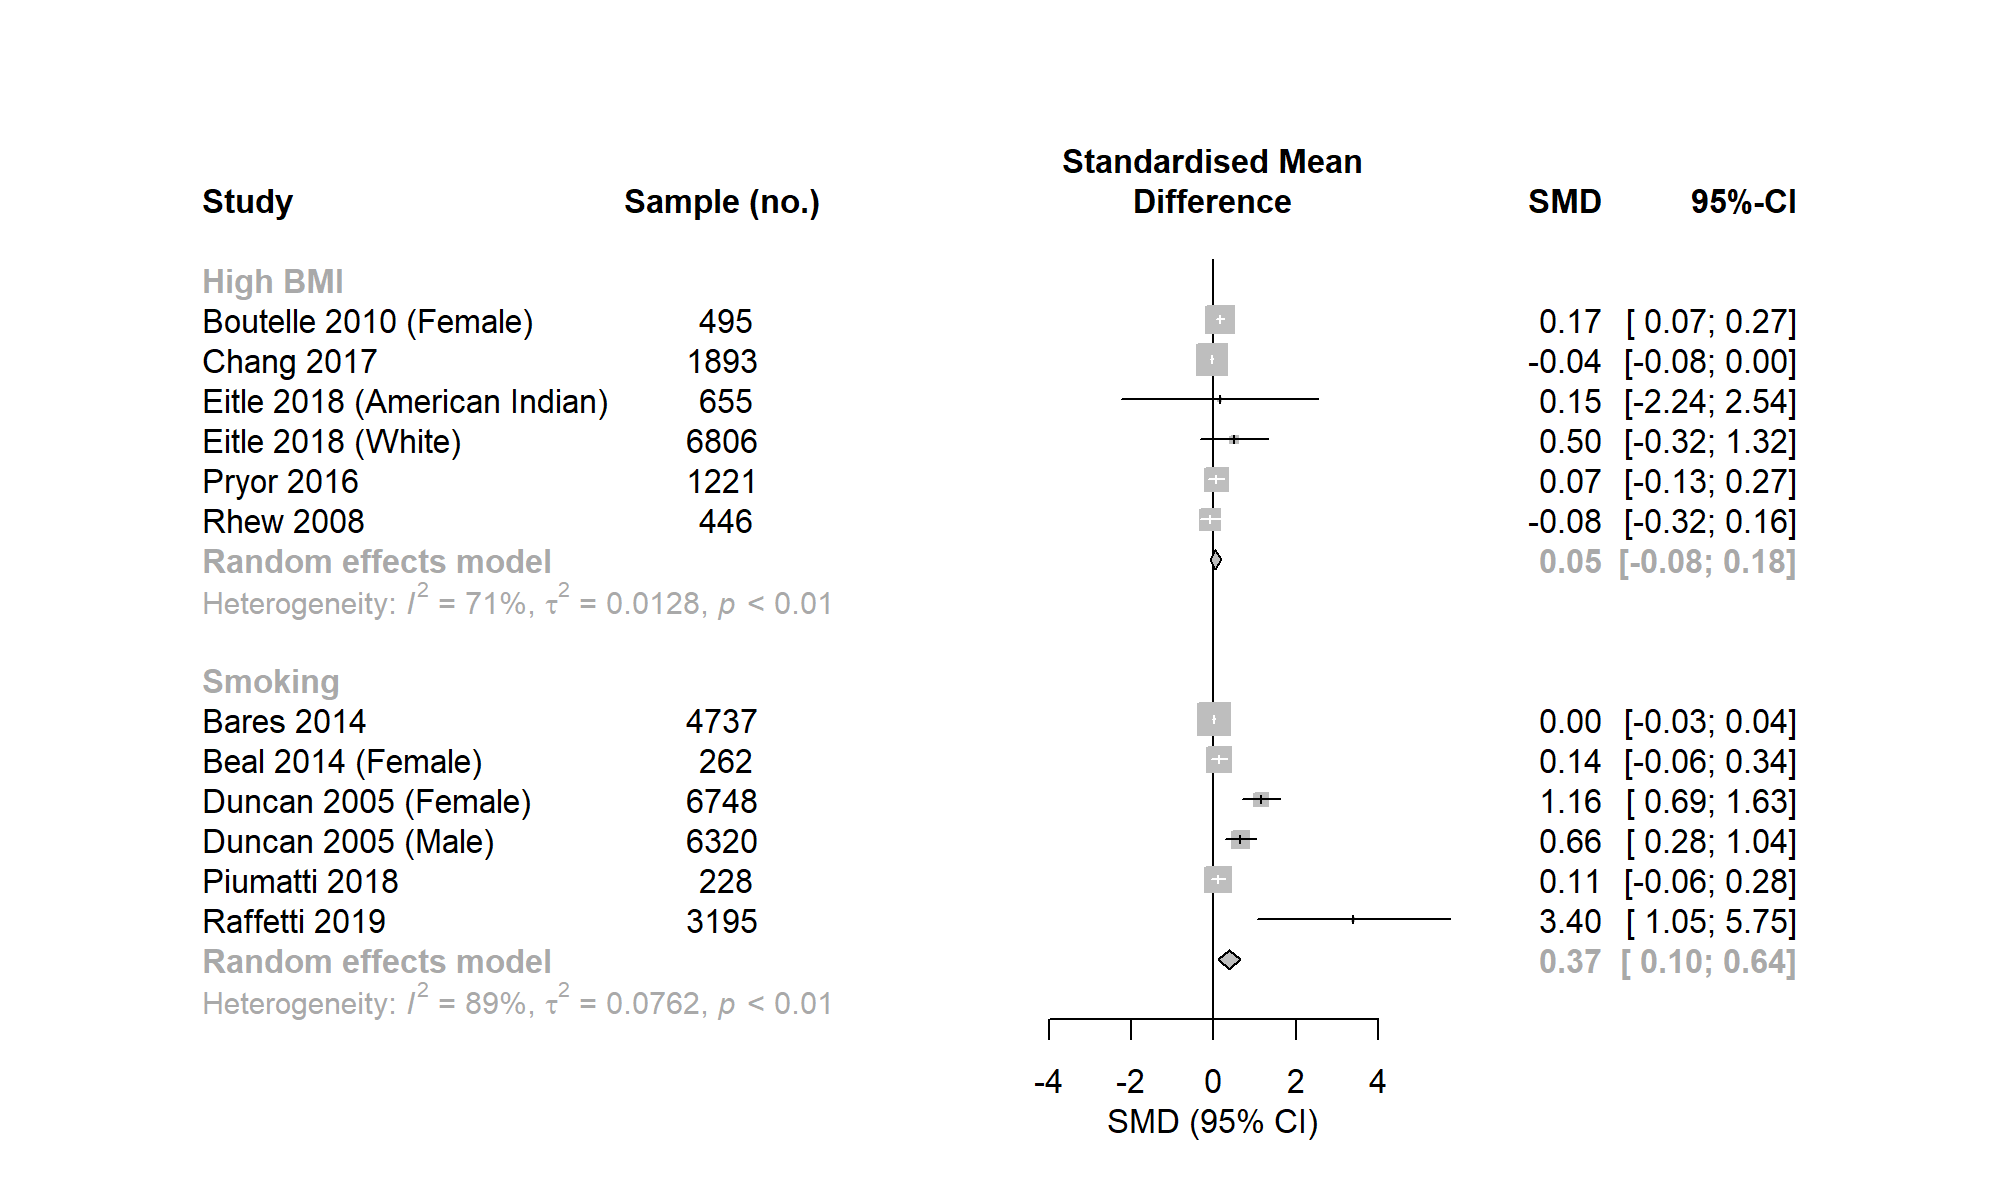 Standardised Mean
Study Sample (no.) Difference SMD 95%-CI
High BMI
Boutelle 2010 (Female) 495 0.17 [ 0.07; 0.27]
Chang 2017 1893 -0.04 [-0.08; 0.00]
Eitle 2018 (American Indian) 655 0.15 [-2.24; 2.54]
Eitle 2018 (White) 6806 0.50 [-0.32; 1.32]
Pryor 2016 1221 0.07 [-0.13; 0.27]
Rhew 2008 446 -0.08 [-0.32; 0.16]
Random effects model 0.05 [-0.08; 0.18]
Heterogeneity: I² = 71%, τ² = 0.0128, p < 0.01
Smoking
Bares 2014 4737 0.00 [-0.03; 0.04]
Beal 2014 (Female) 262 0.14 [-0.06; 0.34]
Duncan 2005 (Female) 6748 1.16 [ 0.69; 1.63]
Duncan 2005 (Male) 6320 0.66 [ 0.28; 1.04]
Piumatti 2018 228 0.11 [-0.06; 0.28]
Raffetti 2019 3195 3.40 [ 1.05; 5.75]
Random effects model 0.37 [ 0.10; 0.64]
Heterogeneity: I² = 89%, τ² = 0.0762, p < 0.01
-4 -2 0 2 4
SMD (95% CI)